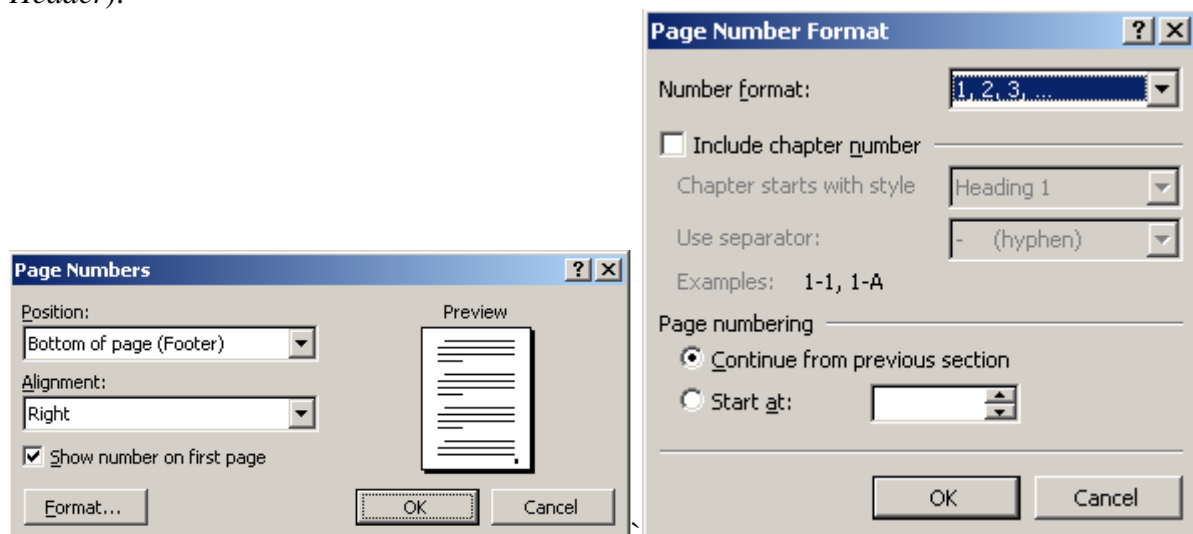 Header).
Page Numbers
Position:
Preview
Bottom of page (Footer)
Alignment:
Right
Show number on first page
Format...
OK
Cancel
`
Page Number Format
Number format:
1, 2, 3, ...
Include chapter number
Chapter starts with style
Heading 1
Use separator:
- (hyphen)
Examples: 1-1, 1-A
Page numbering
Continue from previous section
Start at:
OK
Cancel